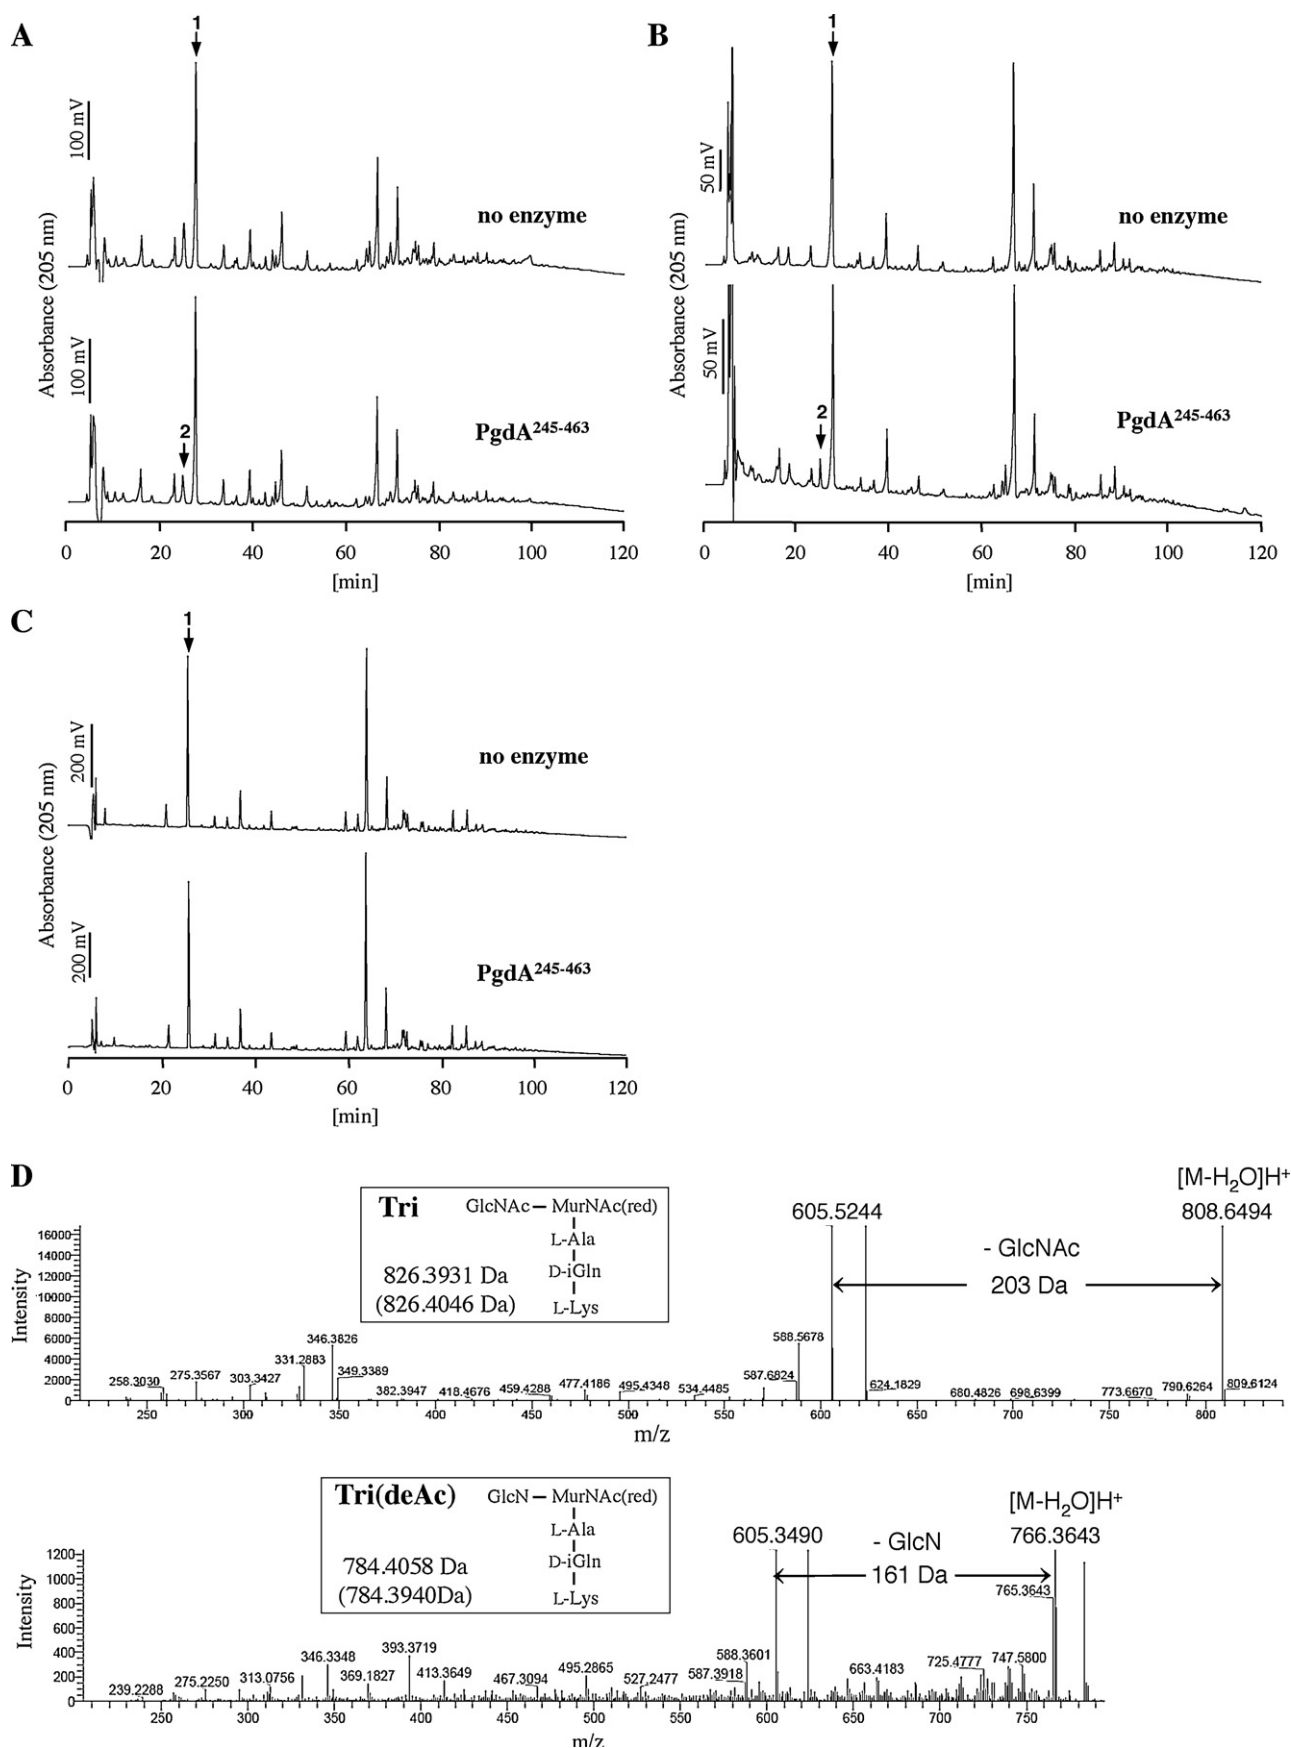 A
1
100 mV
no enzyme
Absorbance (205 nm)
100 mV
2
PgdA245-463
0 20 40 60 80 100 120
[min]
B
1
50 mV
no enzyme
Absorbance (205 nm)
50 mV
2
PgdA245-463
0 20 40 60 80 100 120
[min]
C
1
200 mV
no enzyme
Absorbance (205 nm)
200 mV
PgdA245-463
0 20 40 60 80 100 120
[min]
D
[M-H2O]H+
605.5244
808.6494
Tri
GlcNAc — MurNAc(red)
L-Ala
826.3931 Da
D-iGln
(826.4046 Da)
L-Lys
- GlcNAc
203 Da
Intensity
16000
14000
12000
10000
8000
6000
4000
2000
0
258.3030
275.3567
303.3427
331.2883
346.3826
349.3389
382.3947
418.4676
459.4288
477.4186
495.4348
534.4485
588.5678
587.6824
624.1829
680.4826
698.6399
773.6670
790.6264
809.6124
250 300 350 400 450 500 550 600 650 700 750 800
m/z
Tri(deAc)
GlcN — MurNAc(red)
L-Ala
784.4058 Da
D-iGln
(784.3940Da)
L-Lys
[M-H2O]H+
605.3490
766.3643
- GlcN
161 Da
765.3643
Intensity
1200
1000
800
600
400
200
0
239.2288
275.2250
313.0756
346.3348
369.1827
393.3719
413.3649
467.3094
495.2865
527.2477
588.3601
587.3918
663.4183
725.4777
747.5800
250 300 350 400 450 500 550 600 650 700 750
m/z